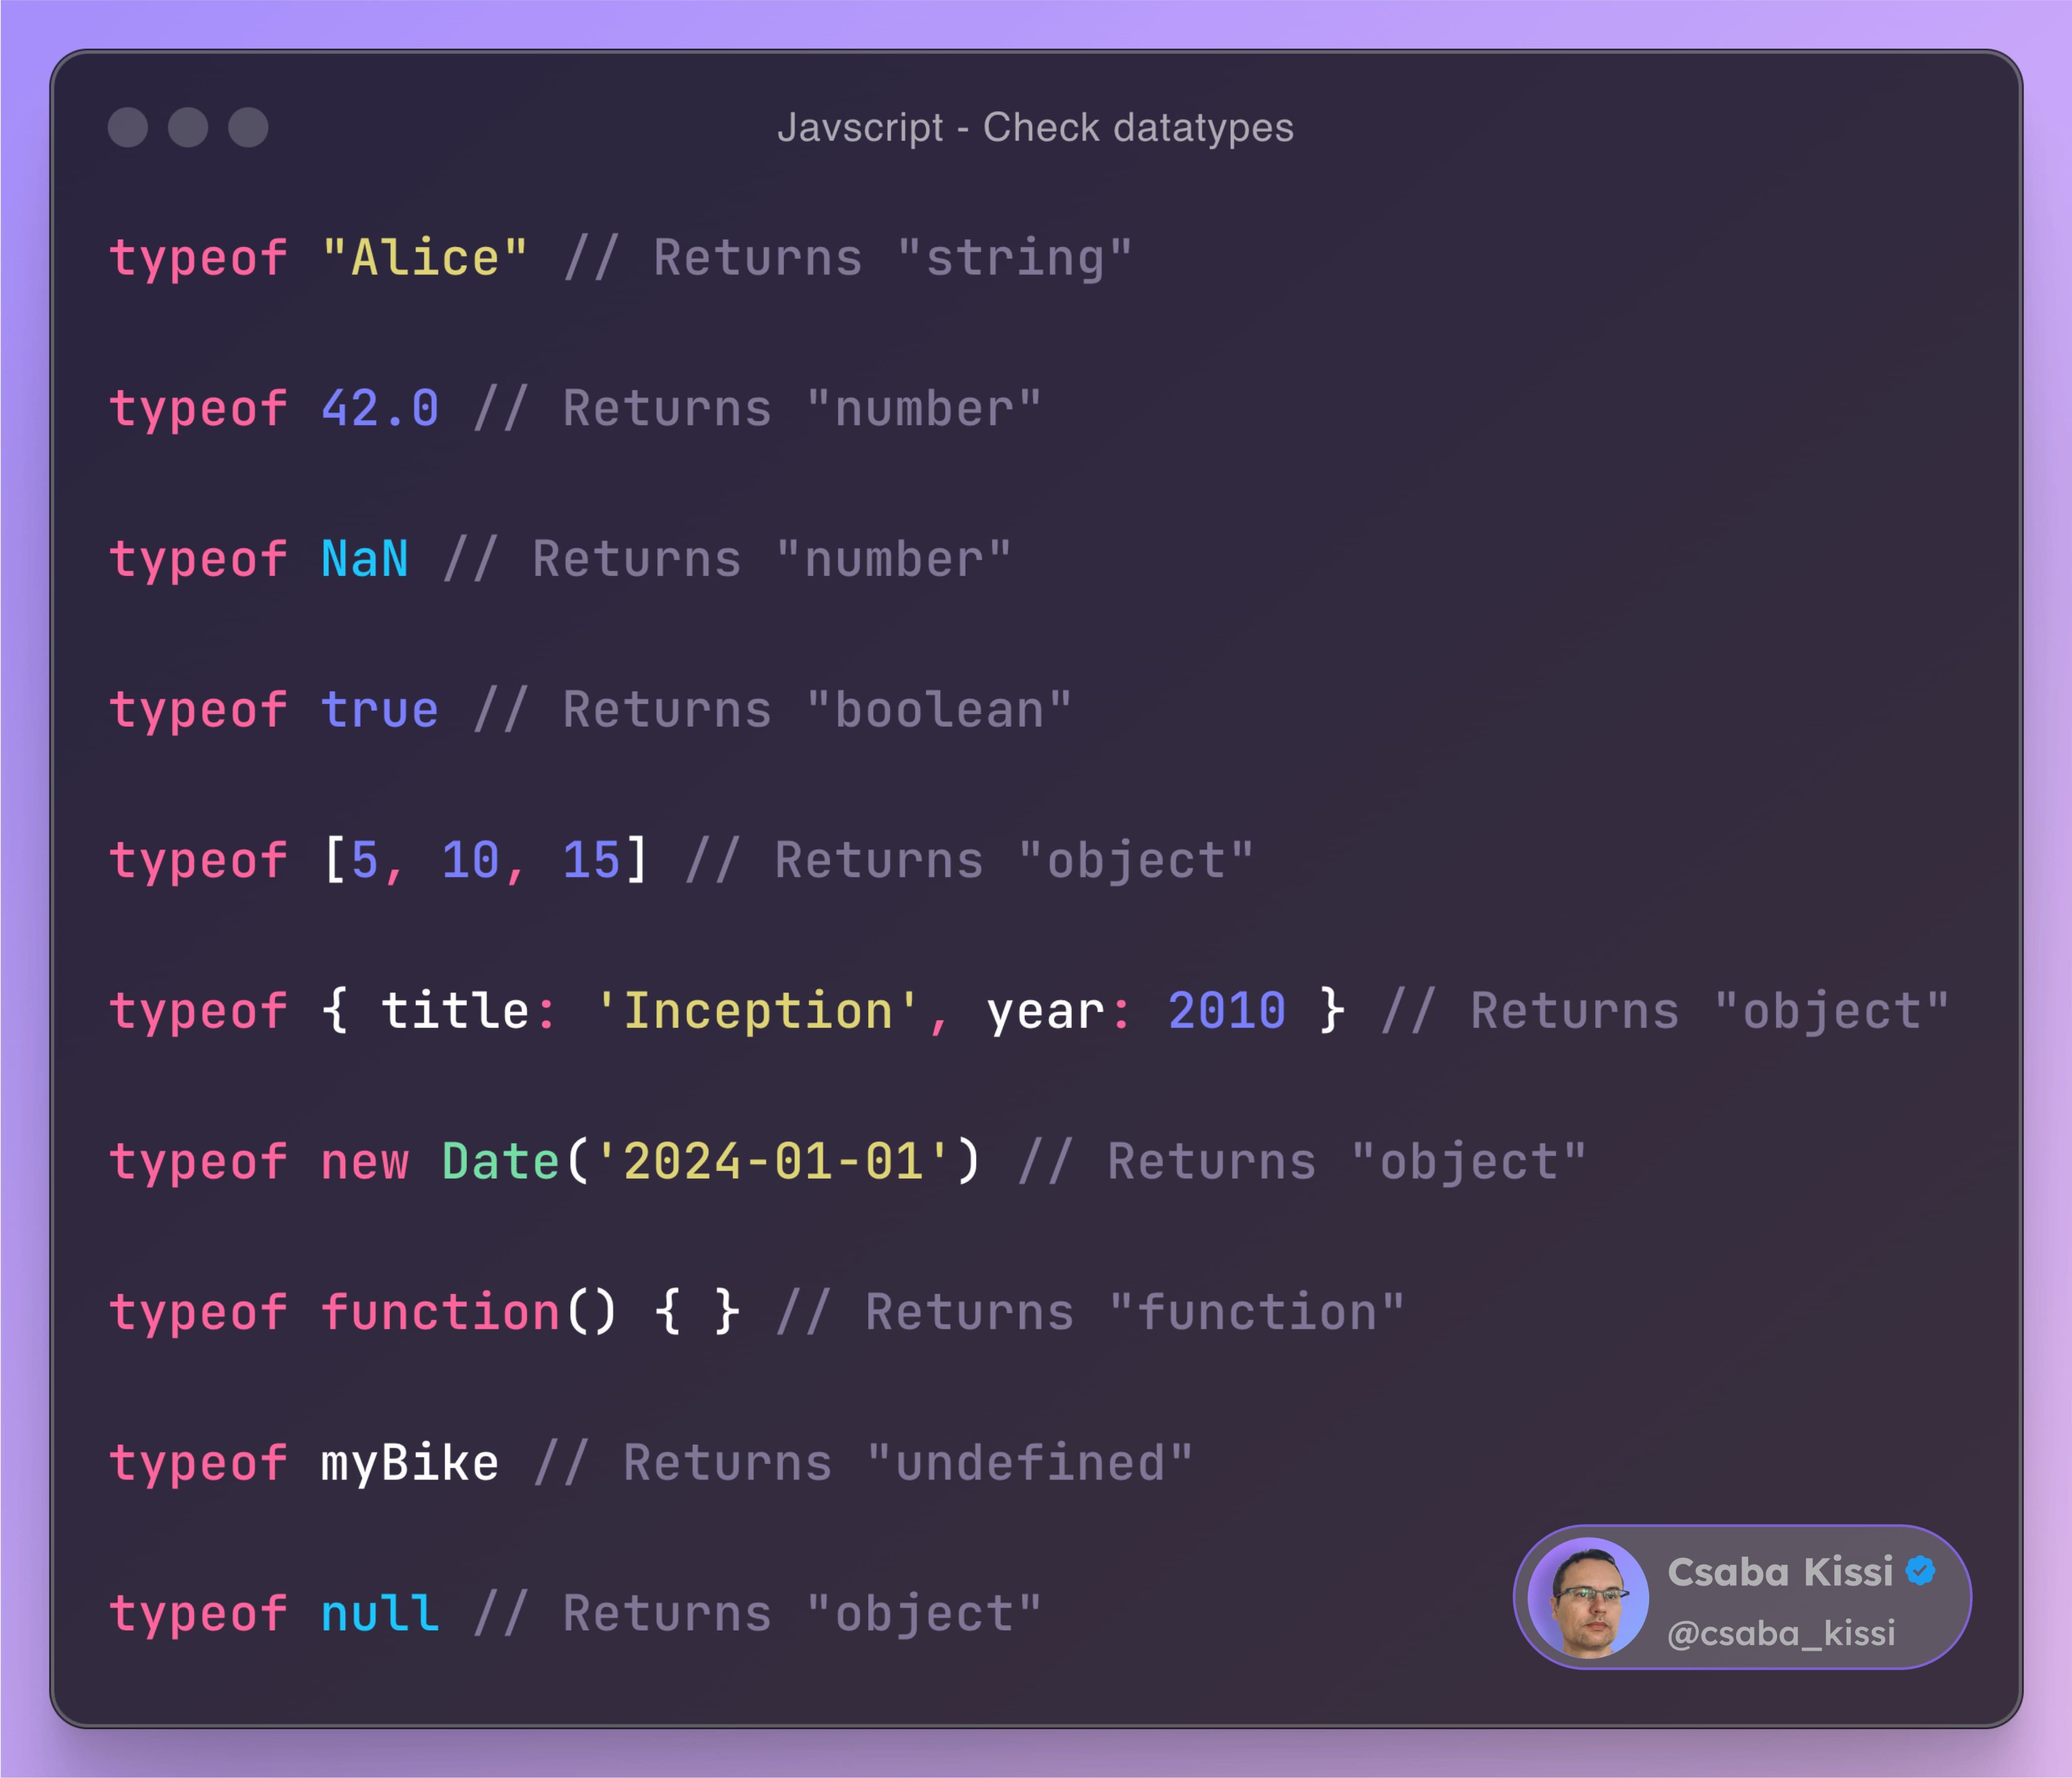 Javscript - Check datatypes
typeof "Alice" // Returns "string"
typeof 42.0 // Returns "number"
typeof NaN // Returns "number"
typeof true // Returns "boolean"
typeof [5, 10, 15] // Returns "object"
typeof { title: 'Inception', year: 2010 } // Returns "object"
typeof new Date('2024-01-01') // Returns "object"
typeof function() { } // Returns "function"
typeof myBike // Returns "undefined"
typeof null // Returns "object"
Csaba Kissi
@csaba_kissi